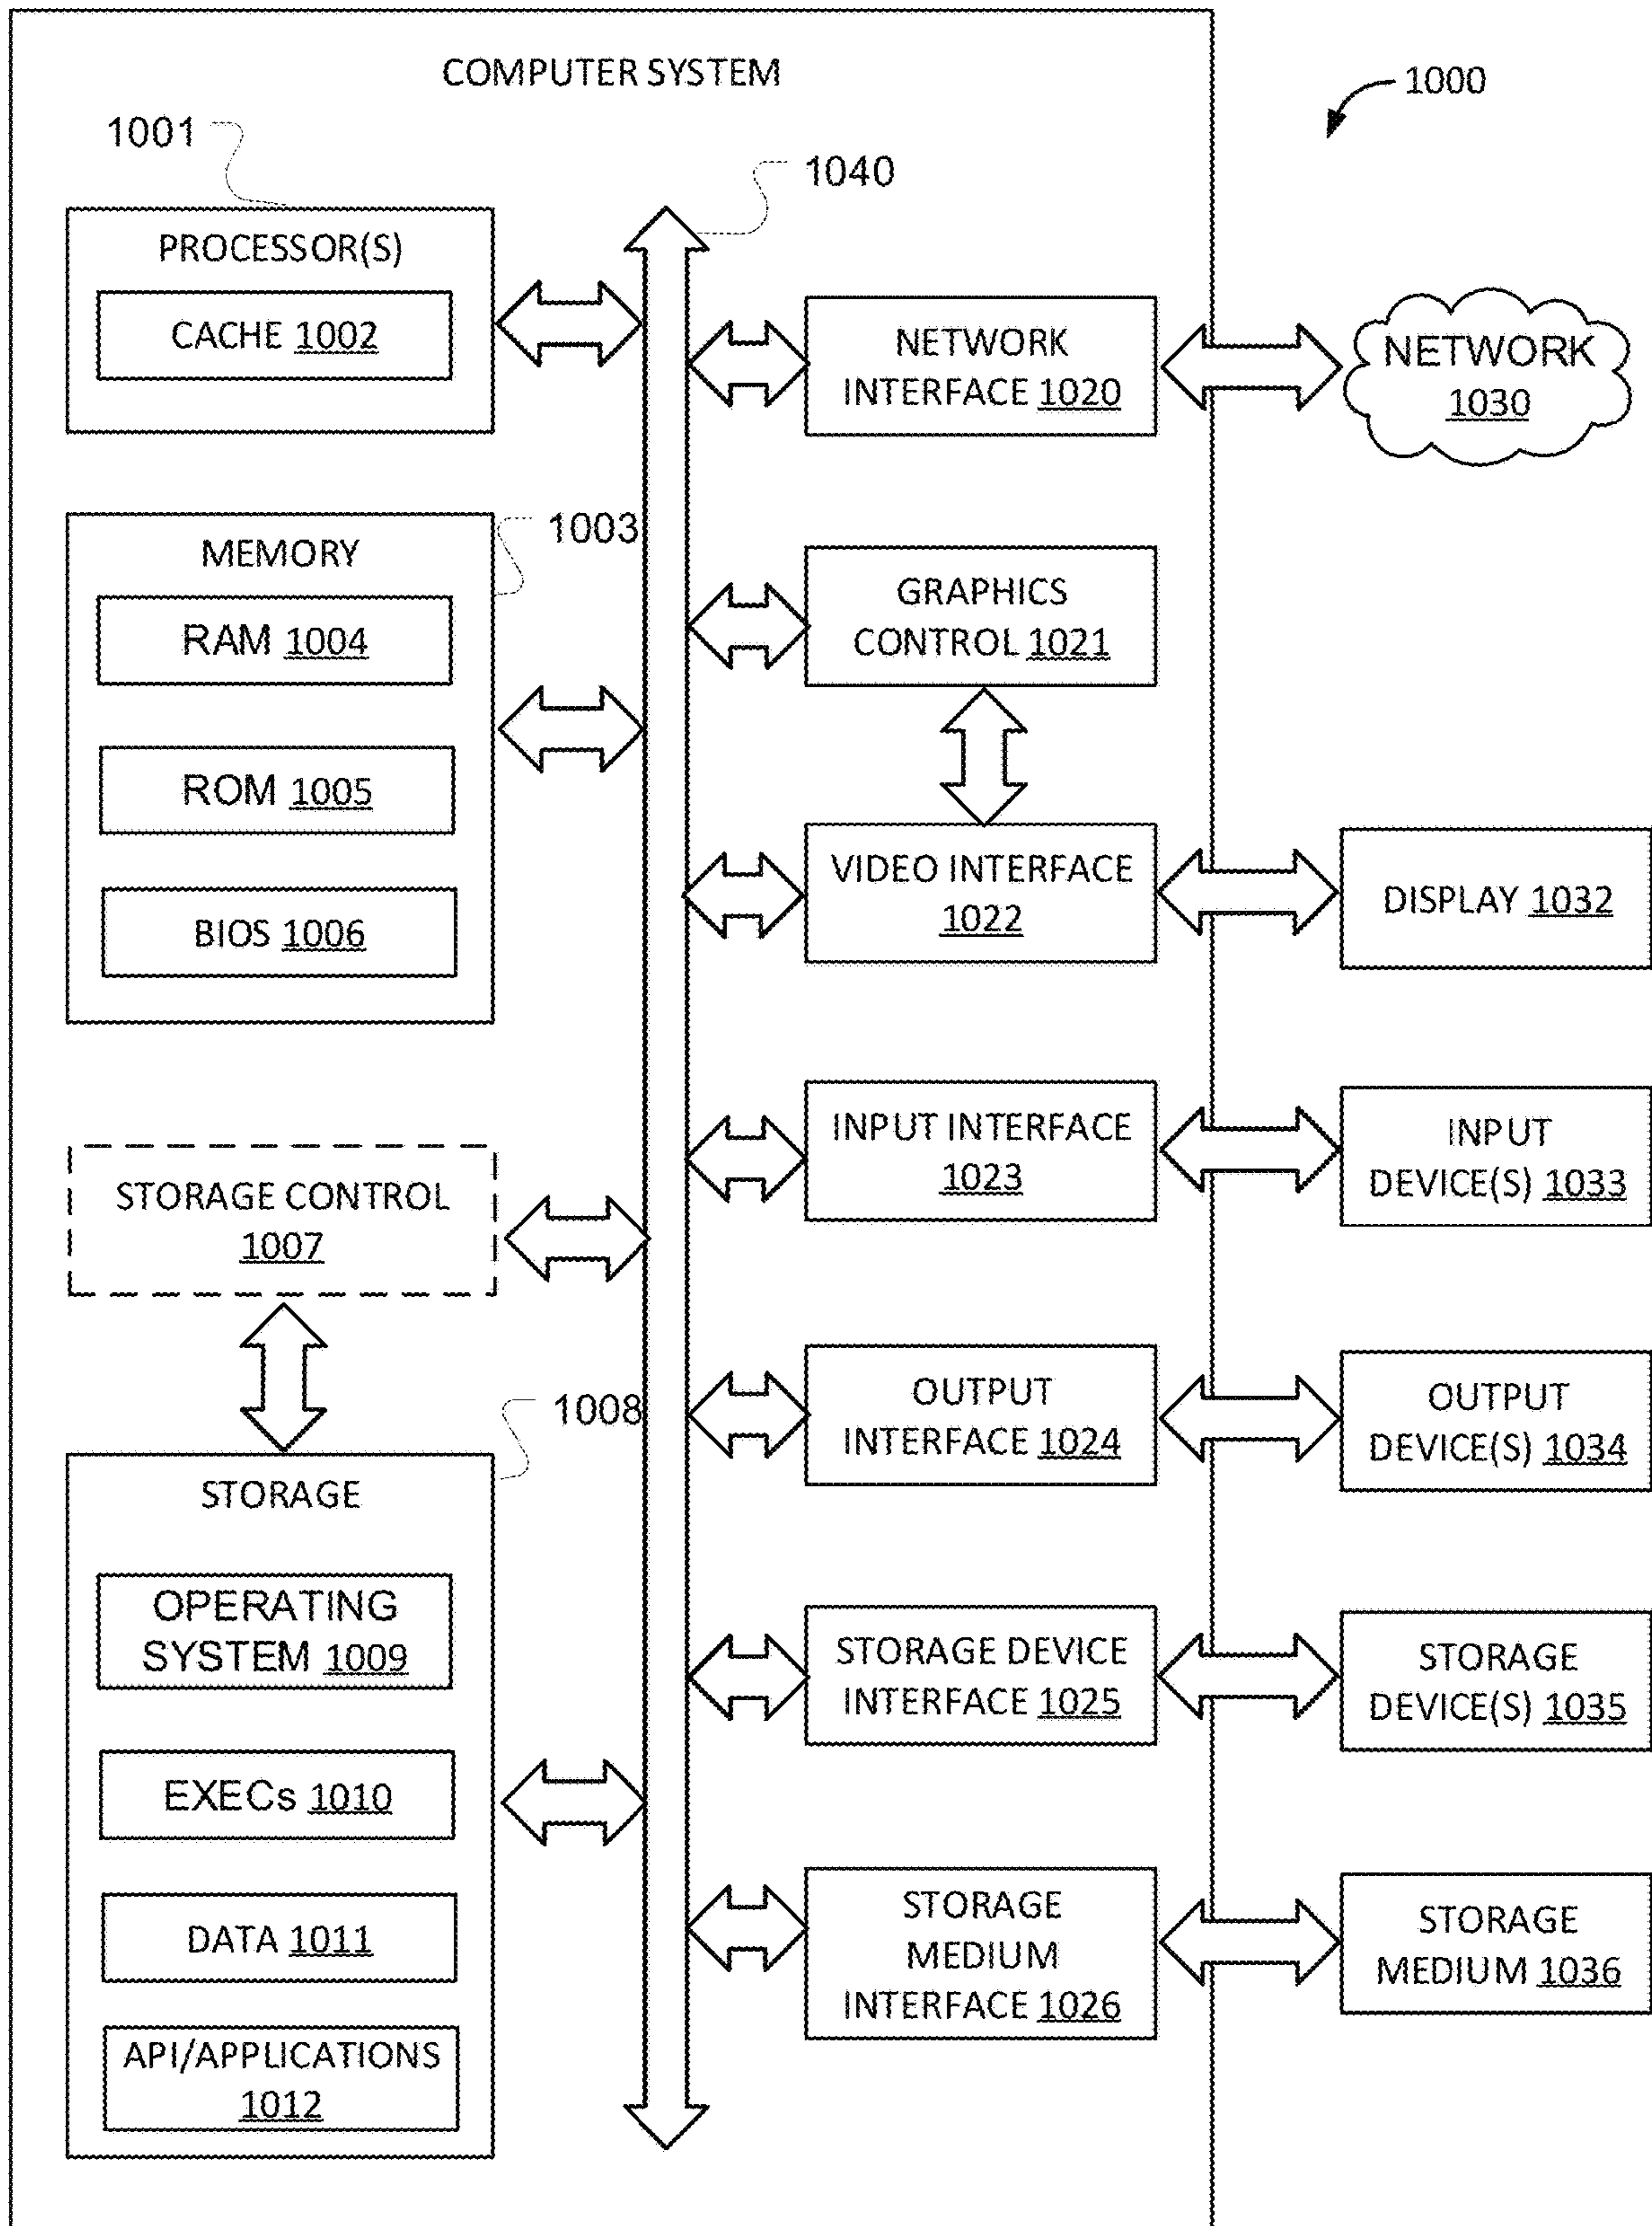 COMPUTER SYSTEM
1000
1001
1040
PROCESSOR(S)
CACHE 1002
NETWORK
INTERFACE 1020
NETWORK
1030
1003
MEMORY
RAM 1004
ROM 1005
BIOS 1006
GRAPHICS
CONTROL 1021
VIDEO INTERFACE
1022
DISPLAY 1032
STORAGE CONTROL
1007
INPUT INTERFACE
1023
INPUT
DEVICE(S) 1033
1008
STORAGE
OPERATING
SYSTEM 1009
EXECs 1010
DATA 1011
API/APPLICATIONS
1012
OUTPUT
INTERFACE 1024
OUTPUT
DEVICE(S) 1034
STORAGE DEVICE
INTERFACE 1025
STORAGE
DEVICE(S) 1035
STORAGE
MEDIUM
INTERFACE 1026
STORAGE
MEDIUM 1036